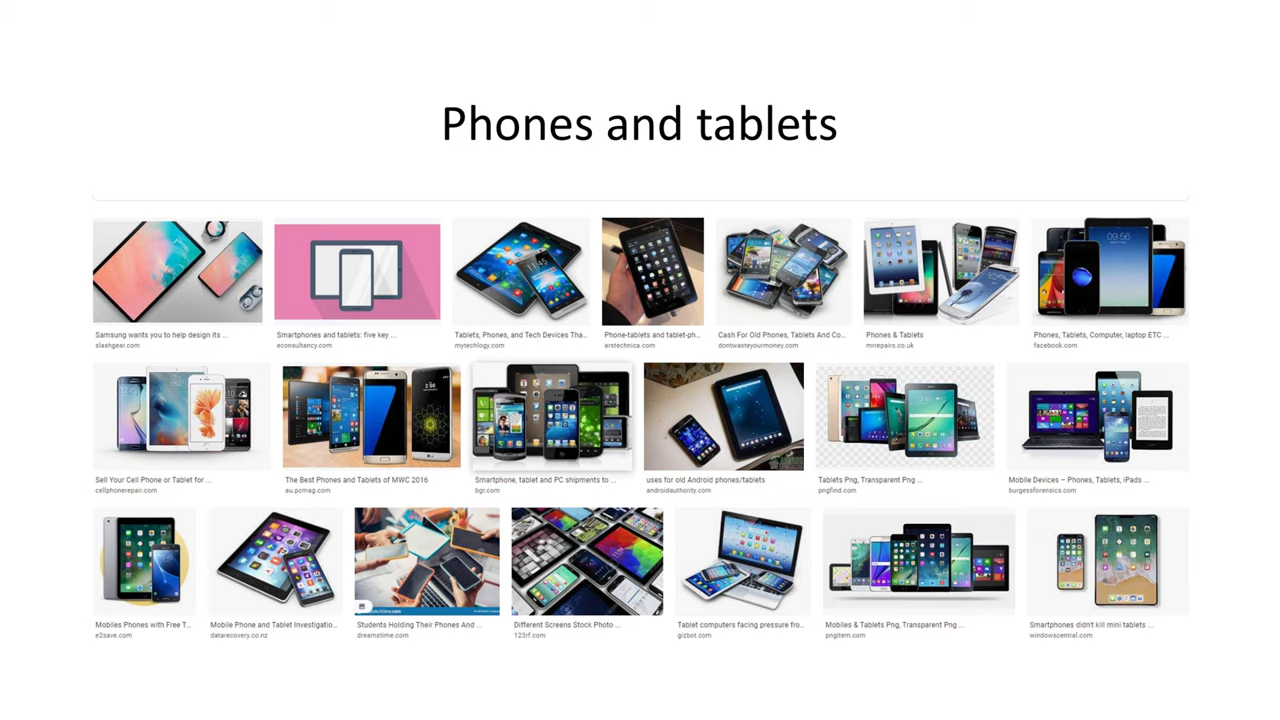 Phones and tablets
09:56
Samsung wants you to help design its ...
slashgear.com
Smartphones and tablets: five key ...
econsultancy.com
Tablets, Phones, and Tech Devices Tha...
mytechlogy.com
Phone-tablets and tablet-ph...
arstechnica.com
Cash For Old Phones, Tablets And Co...
dontwasteyourmoney.com
Phones & Tablets
mrrepairs.co.uk
Phones, Tablets, Computer, laptop ETC ...
facebook.com
2:00
Sell Your Cell Phone or Tablet for ...
cellphonerepair.com
The Best Phones and Tablets of MWC 2016
au.pcmag.com
Smartphone, tablet and PC shipments to ...
bgr.com
uses for old Android phones/tablets
androidauthority.com
Tablets Png, Transparent Png ...
pngfind.com
Mobile Devices – Phones, Tablets, iPads ...
burgessforensics.com
dreamstime.com
Mobiles Phones with Free T...
e2save.com
Mobile Phone and Tablet Investigatio...
datarecovery.co.nz
Students Holding Their Phones And ...
dreamstime.com
Different Screens Stock Photo ...
123rf.com
Tablet computers facing pressure fro...
gizbot.com
Mobiles & Tablets Png, Transparent Png ...
pngitem.com
Smartphones didn't kill mini tablets ...
windowscentral.com